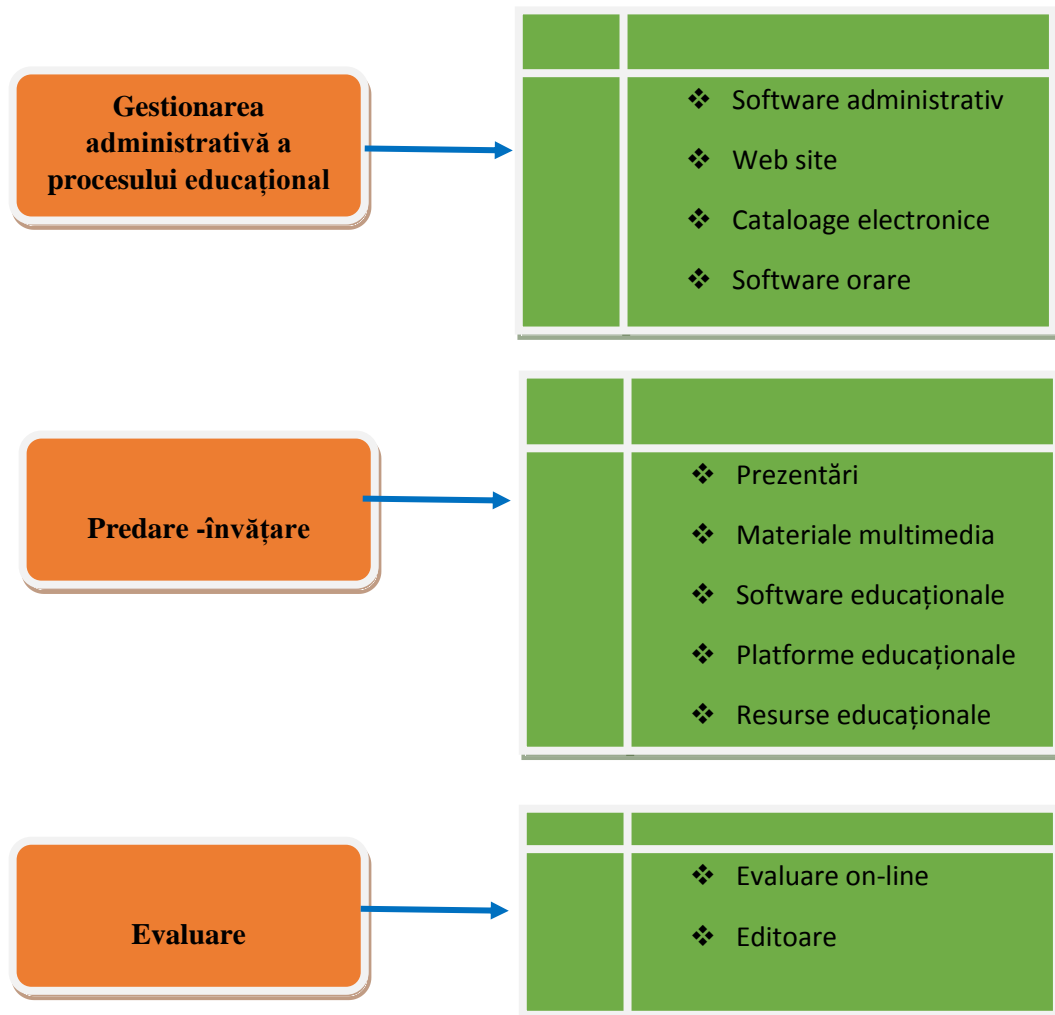 Gestionarea
administrativă a
procesului educațional
❖ Software administrativ
❖ Web site
❖ Cataloage electronice
❖ Software orare
Predare -învățare
❖ Prezentări
❖ Materiale multimedia
❖ Software educaționale
❖ Platforme educaționale
❖ Resurse educaționale
Evaluare
❖ Evaluare on-line
❖ Editoare